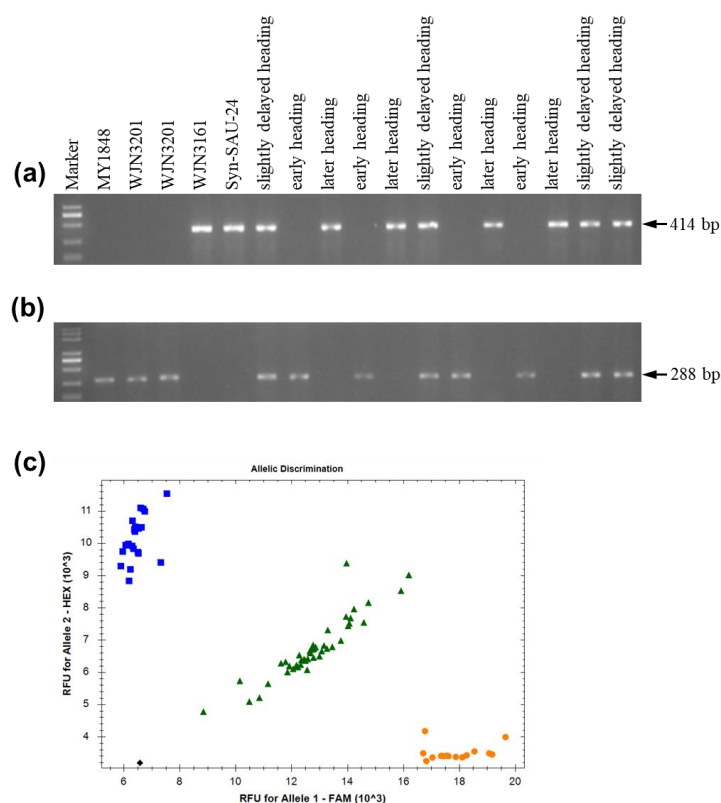 Marker
MY1848
WJN3201
WJN3201
WJN3161
Syn-SAU-24
slightly delayed heading
early heading
later heading
early heading
later heading
slightly delayed heading
early heading
later heading
early heading
later heading
slightly delayed heading
slightly delayed heading
(a)
414 bp
(b)
288 bp
(c)
Allelic Discrimination
RFU for Allele 2 - HEX (10^3)
11
10
9
8
7
6
5
4
6 8 10 12 14 16 18 20
RFU for Allele 1 - FAM (10^3)